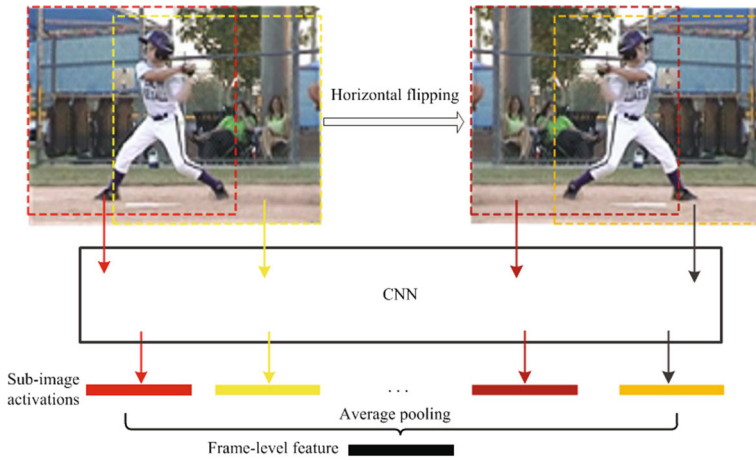 Horizontal flipping
CNN
Sub-image
activations
. . .
Average pooling
Frame-level feature